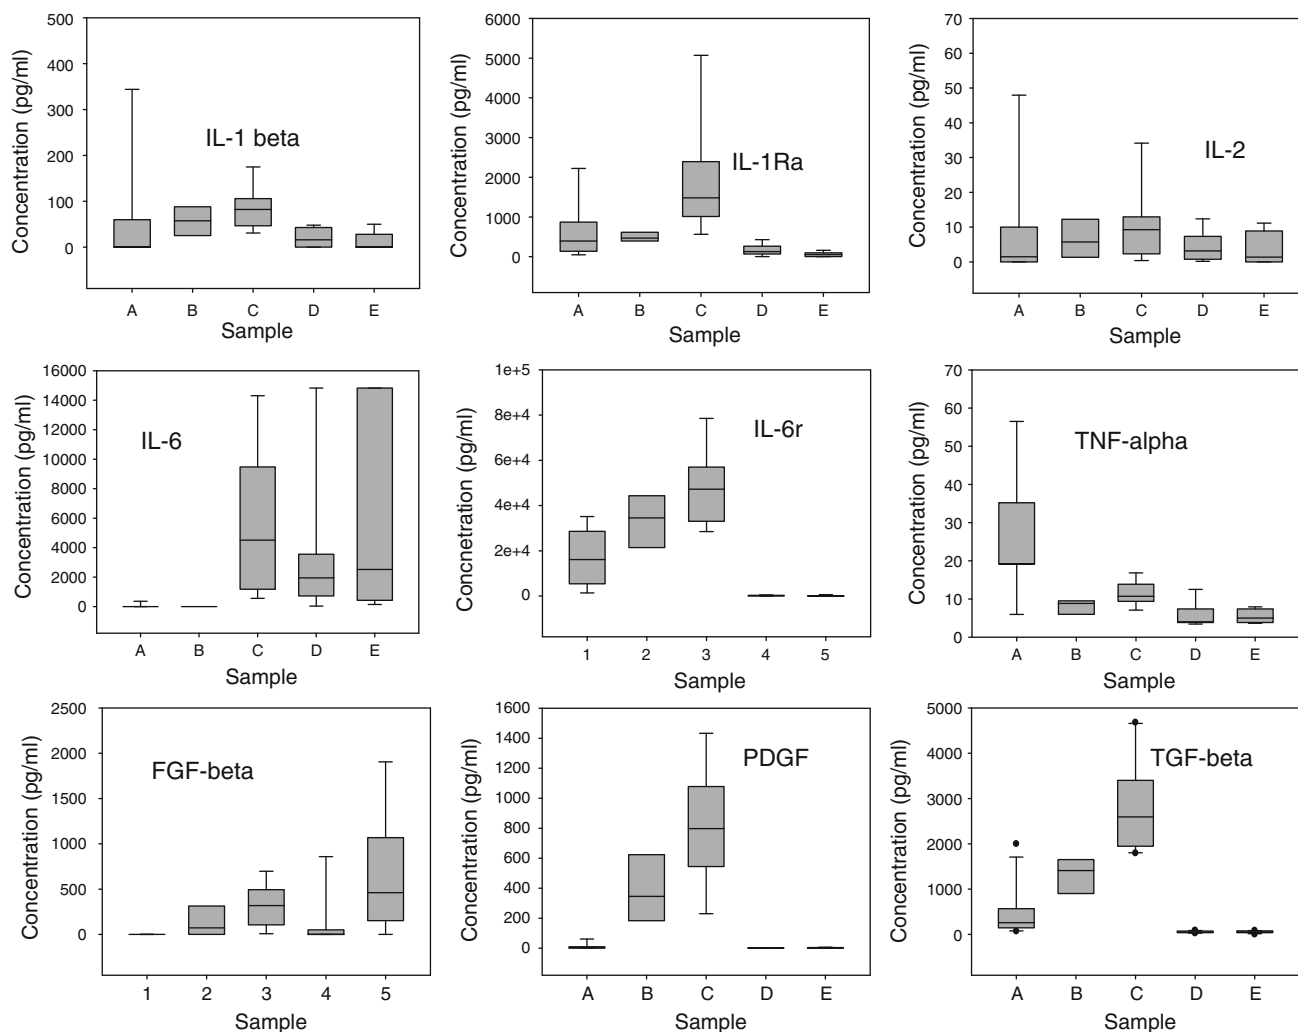 500
400
300
200
100
0
Concentration (pg/ml)
IL-1 beta
A B C D E
Sample
6000
5000
4000
3000
2000
1000
0
Concentration (pg/ml)
IL-1Ra
A B C D E
Sample
70
60
50
40
30
20
10
0
Concentration (pg/ml)
IL-2
A B C D E
Sample
16000
14000
12000
10000
8000
6000
4000
2000
0
Concentration (pg/ml)
IL-6
A B C D E
Sample
1e+5
8e+4
6e+4
4e+4
2e+4
0
Concnetration (pg/ml)
IL-6r
1 2 3 4 5
Sample
70
60
50
40
30
20
10
0
Concentration (pg/ml)
TNF-alpha
A B C D E
Sample
2500
2000
1500
1000
500
0
Concentration (pg/ml)
FGF-beta
1 2 3 4 5
Sample
1600
1400
1200
1000
800
600
400
200
0
Concentration (pg/ml)
PDGF
A B C D E
Sample
5000
4000
3000
2000
1000
0
Concentration (pg/ml)
TGF-beta
A B C D E
Sample